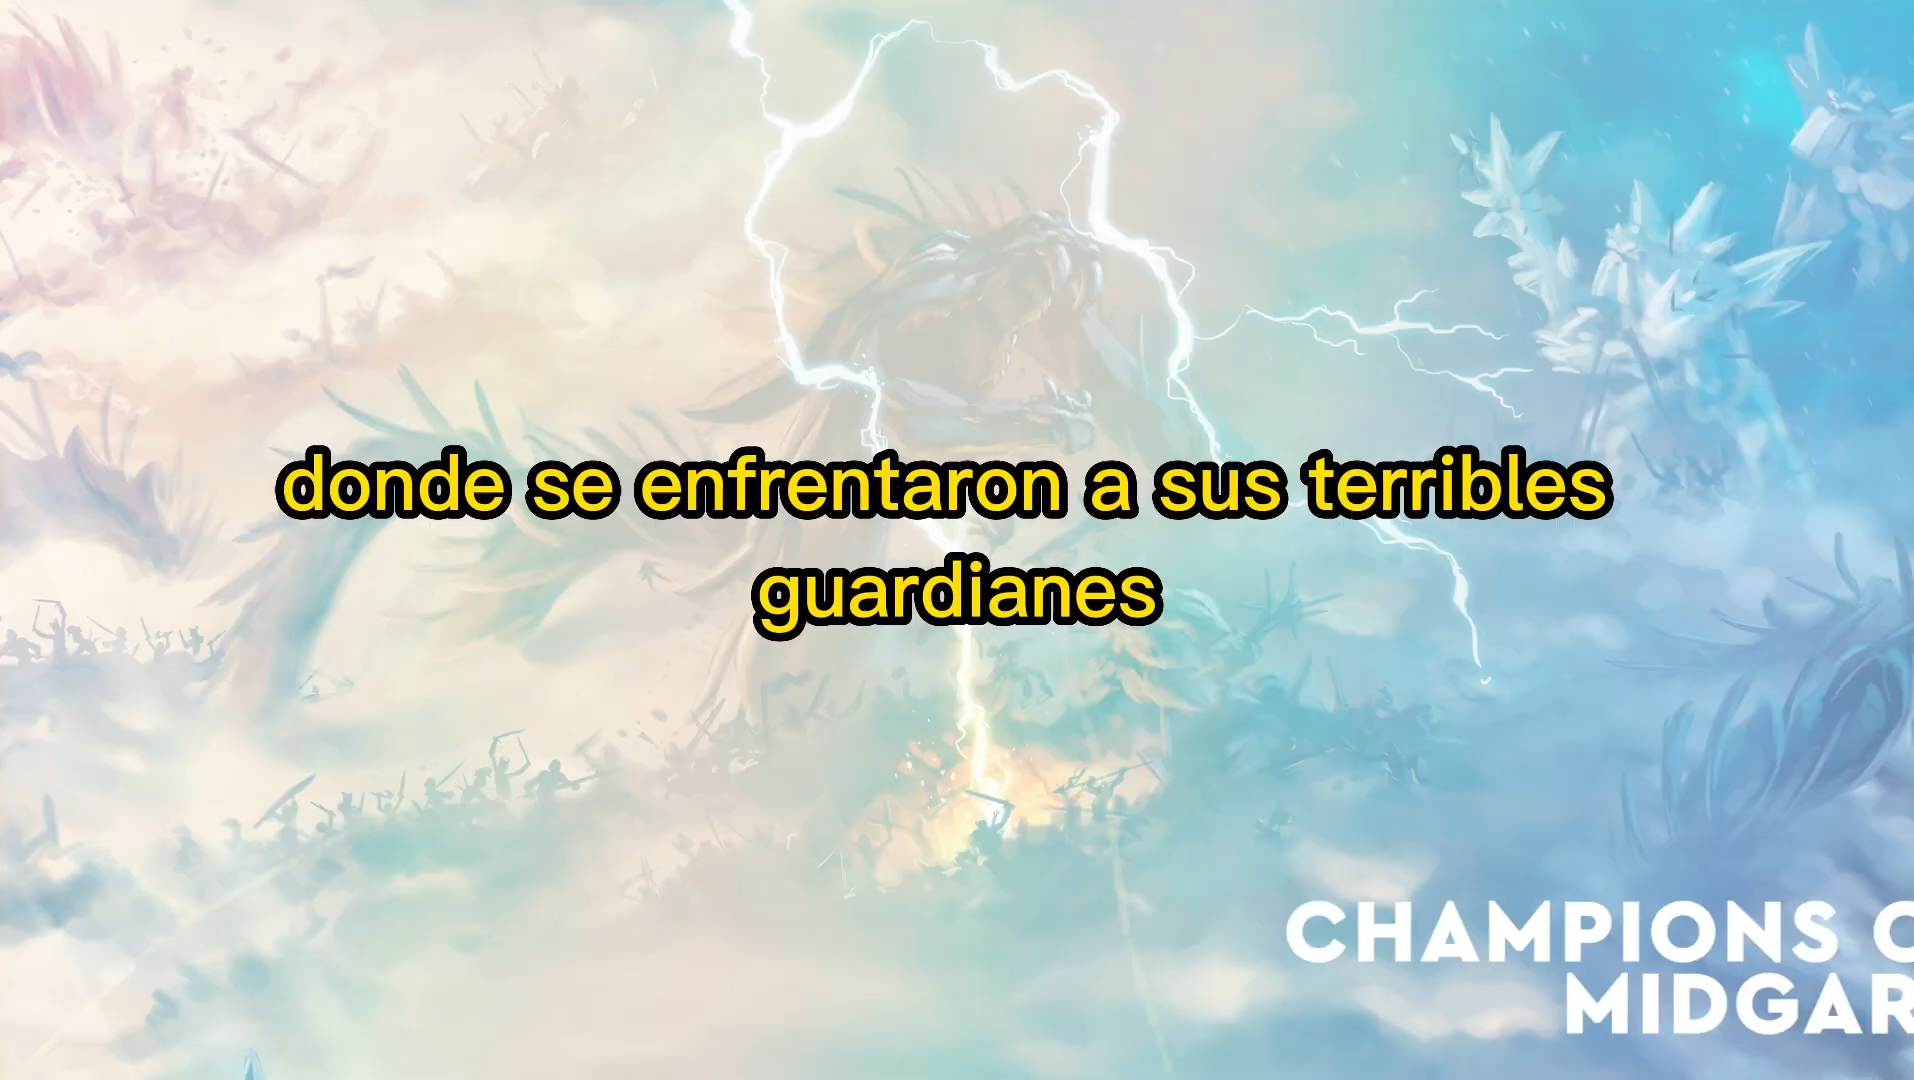 donde se enfrentaron a sus terribles
guardianes
CHAMPIONS
MIDGAR